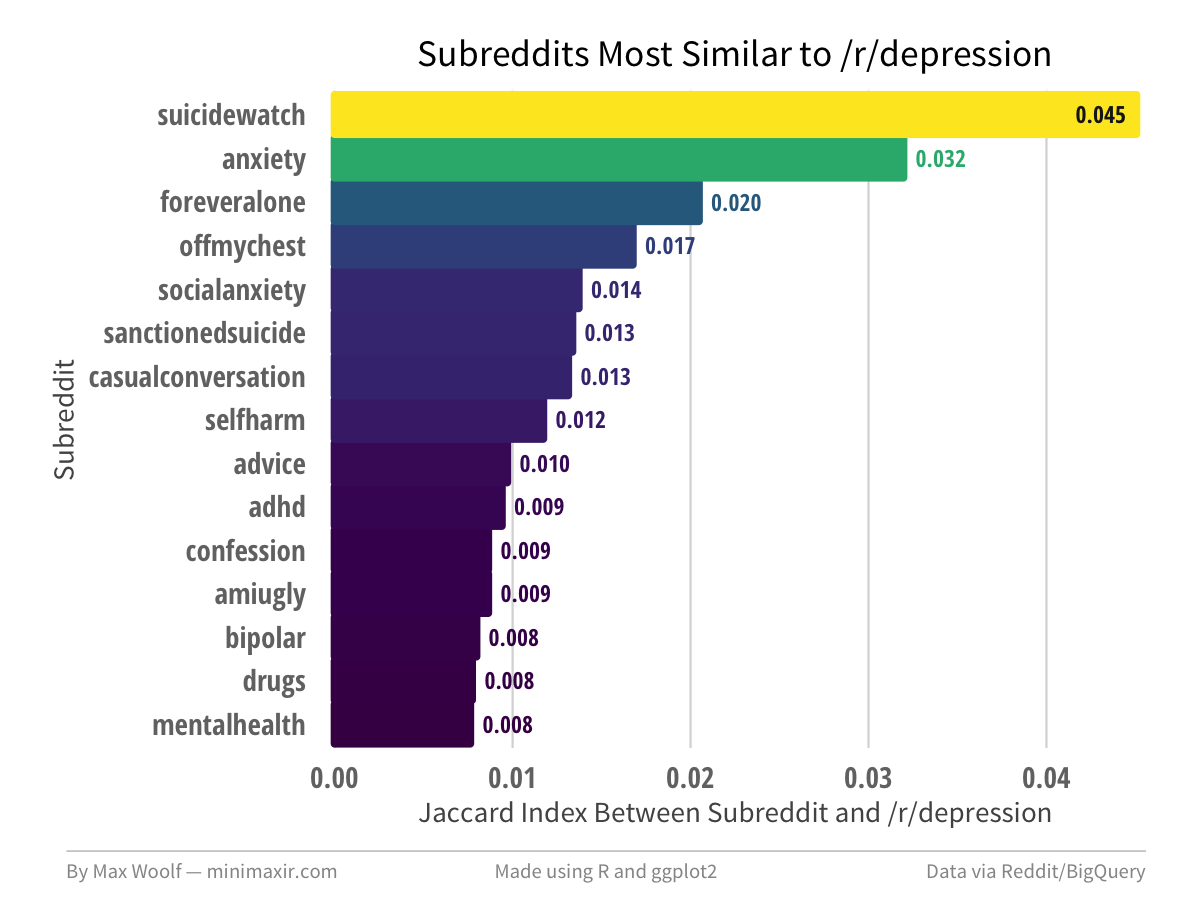 Subreddits Most Similar to /r/depression
suicidewatch 0.045
anxiety 0.032
foreveralone 0.020
offmychest 0.017
socialanxiety 0.014
sanctionedsuicide 0.013
casualconversation 0.013
selfharm 0.012
advice 0.010
adhd 0.009
confession 0.009
amiugly 0.009
bipolar 0.008
drugs 0.008
mentalhealth 0.008
Subreddit
0.00 0.01 0.02 0.03 0.04
Jaccard Index Between Subreddit and /r/depression
By Max Woolf — minimaxir.com Made using R and ggplot2 Data via Reddit/BigQuery